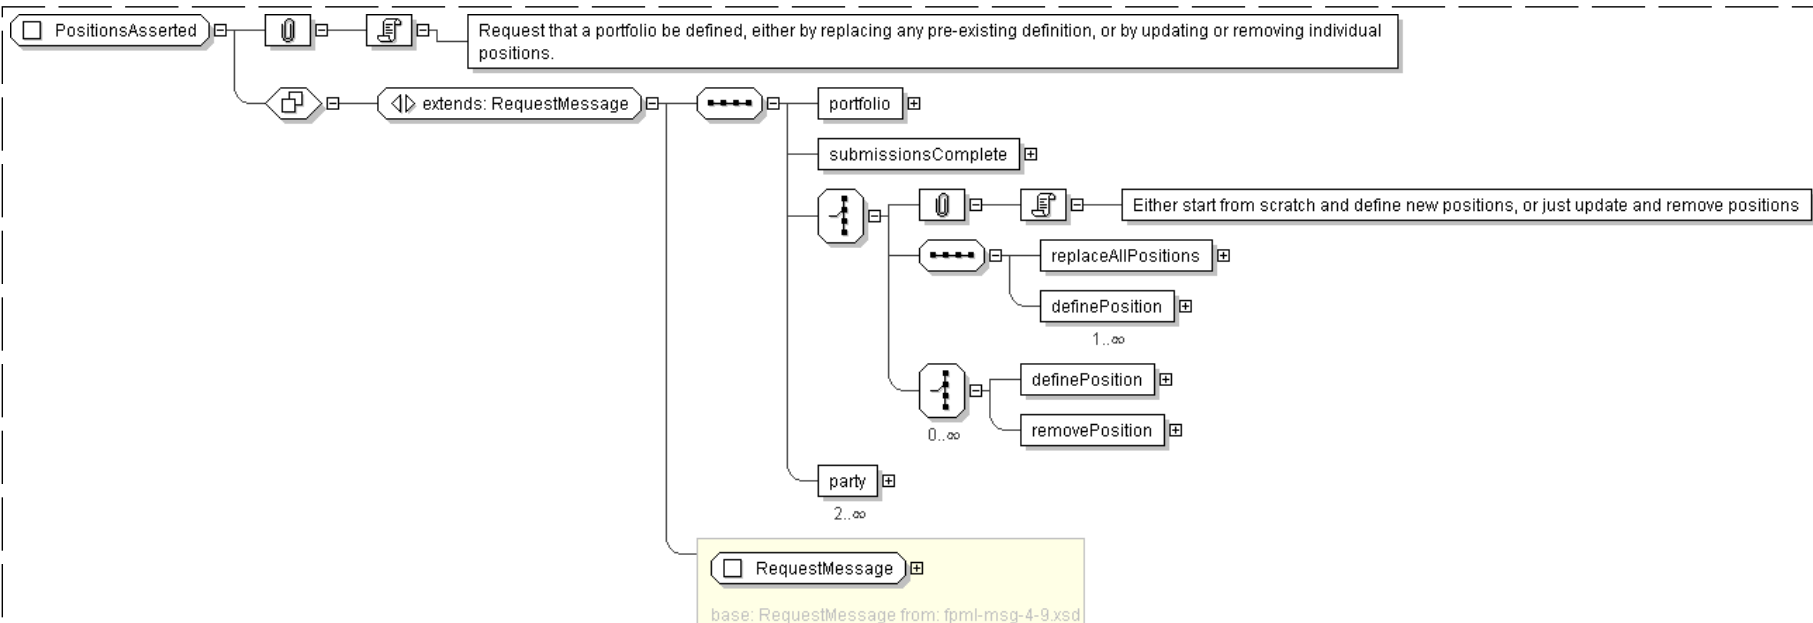 PositionsAsserted
Request that a portfolio be defined, either by replacing any pre-existing definition, or by updating or removing individual
positions.
extends: RequestMessage
portfolio
submissionsComplete
Either start from scratch and define new positions, or just update and remove positions
replaceAllPositions
definePosition
1..∞
definePosition
removePosition
0..∞
party
2..∞
RequestMessage
base: RequestMessage from: fpml-msg-4-9.xsd